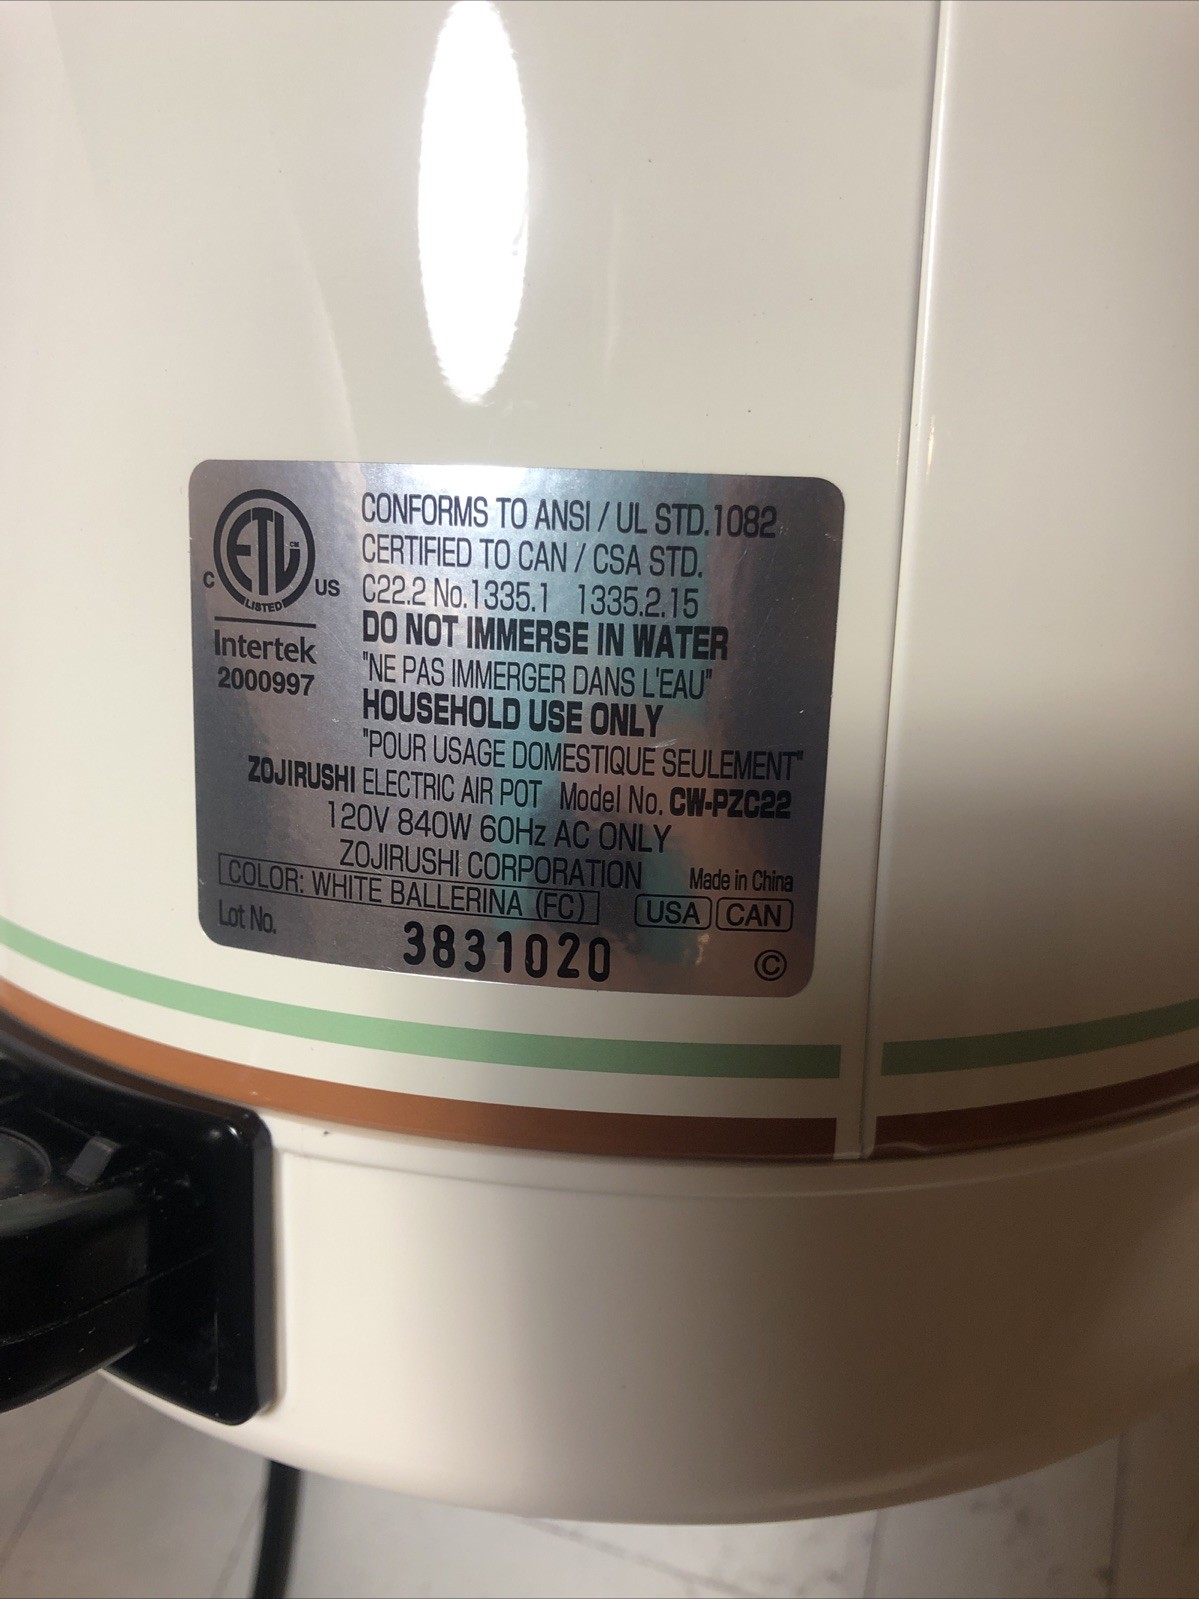 CONFORMS TO ANSI / UL STD.1082
CERTIFIED TO CAN / CSA STD.
C22.2 No.1335.1 1335.2.15
DO NOT IMMERSE IN WATER
"NE PAS IMMERGER DANS L'EAU"
HOUSEHOLD USE ONLY
"POUR USAGE DOMESTIQUE SEULEMENT"
ETL CM
LISTED
C US
Intertek
2000997
ZOJIRUSHI ELECTRIC AIR POT Model No. CW-PZC22
120V 840W 60Hz AC ONLY
ZOJIRUSHI CORPORATION Made in China
COLOR: WHITE BALLERINA (FC) USA CAN
Lot No. 3831020 ©